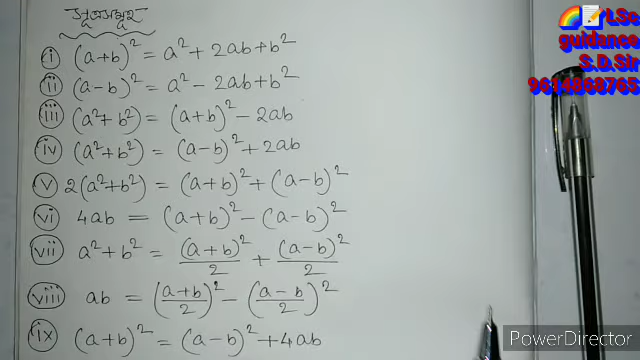 সূত্রসমূহ
(i) (a+b)² = a² + 2ab + b²
(ii) (a-b)² = a² - 2ab + b²
(iii) (a²+b²) = (a+b)² - 2ab
(iv) (a²+b²) = (a-b)² + 2ab
(v) 2(a²+b²) = (a+b)² + (a-b)²
(vi) 4ab = (a+b)² - (a-b)²
(vii) a²+b² = (a+b)²/2 + (a-b)²/2
(viii) ab = ((a+b)/2)² - ((a-b)/2)²
(ix) (a+b)² = (a-b)² + 4ab
🌈📝LSc
guidance
S.D.SIr
9614868765
PowerDirector